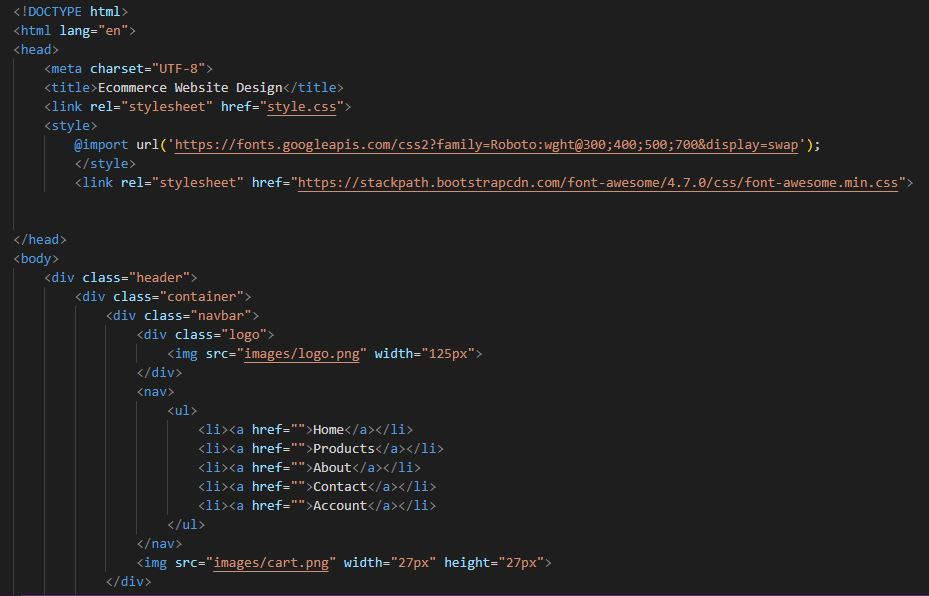 <!DOCTYPE html>
<html lang="en">
<head>
    <meta charset="UTF-8">
    <title>Ecommerce Website Design</title>
    <link rel="stylesheet" href="style.css">
    <style>
        @import url('https://fonts.googleapis.com/css2?family=Roboto:wght@300;400;500;700&display=swap');
        </style>
        <link rel="stylesheet" href="https://stackpath.bootstrapcdn.com/font-awesome/4.7.0/css/font-awesome.min.css">
</head>
<body>
    <div class="header">
        <div class="container">
            <div class="navbar">
                <div class="logo">
                    <img src="images/logo.png" width="125px">
                </div>
                <nav>
                    <ul>
                        <li><a href="">Home</a></li>
                        <li><a href="">Products</a></li>
                        <li><a href="">About</a></li>
                        <li><a href="">Contact</a></li>
                        <li><a href="">Account</a></li>
                    </ul>
                </nav>
                <img src="images/cart.png" width="27px" height="27px">
            </div>